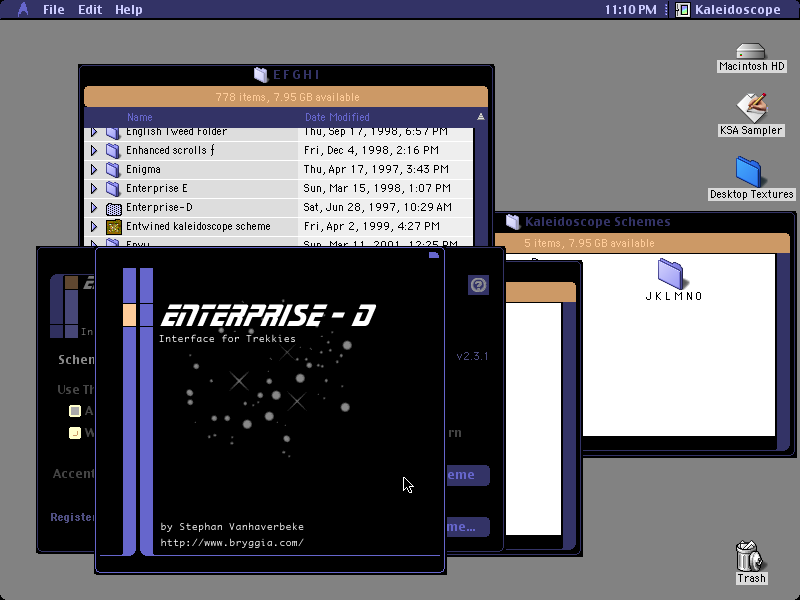 File Edit Help 11:10 PM Kaleidoscope
Macintosh HD
KSA Sampler
Desktop Textures
E F G H I
778 items, 7.95 GB available
Name Date Modified
English Tweed Folder Thu, Sep 17, 1998, 6:57 PM
Enhanced scrolls ƒ Fri, Dec 4, 1998, 2:16 PM
Enigma Thu, Apr 17, 1997, 3:43 PM
Enterprise E Sun, Mar 15, 1998, 1:07 PM
Enterprise-D Sat, Jun 28, 1997, 10:29 AM
Entwined kaleidoscope scheme Fri, Apr 2, 1999, 4:27 PM
Envu Sun, Mar 11, 2001, 12:25 PM
Kaleidoscope Schemes
5 items, 7.95 GB available
J K L M N O
E
In
Schem
Use Th
A
W
Accent
Register
v2.3.1
rn
eme
me...
ENTERPRISE - D
Interface for Trekkies
by Stephan Vanhaverbeke
http://www.bryggia.com/
Trash